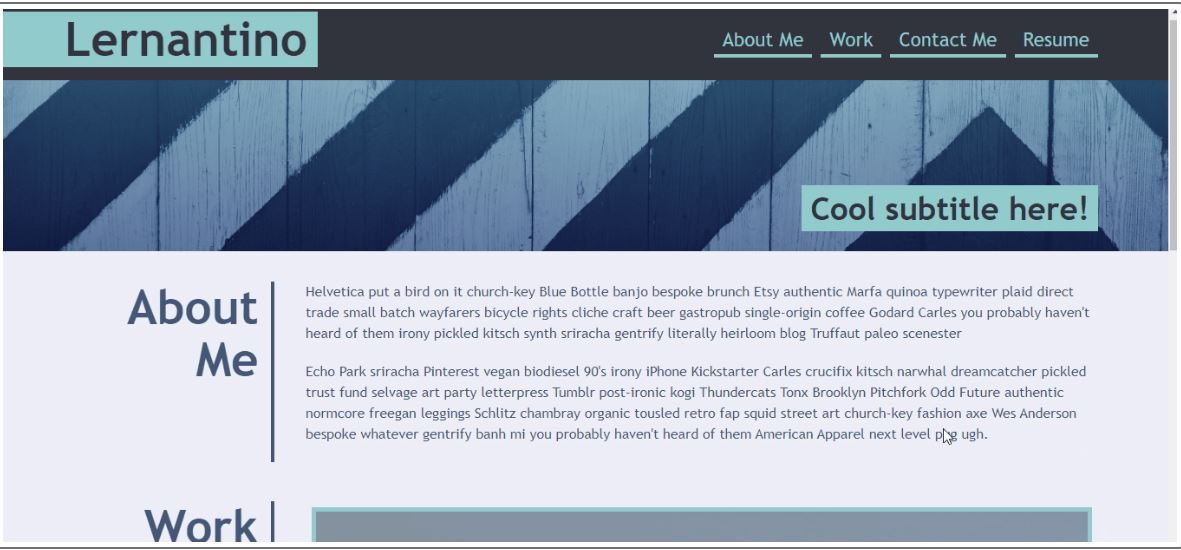 Lernantino
About Me Work Contact Me Resume
Cool subtitle here!
About
Me
Helvetica put a bird on it church-key Blue Bottle banjo bespoke brunch Etsy authentic Marfa quinoa typewriter plaid direct
trade small batch wayfarers bicycle rights cliche craft beer gastropub single-origin coffee Godard Carles you probably haven't
heard of them irony pickled kitsch synth sriracha gentrify literally heirloom blog Truffaut paleo scenester
Echo Park sriracha Pinterest vegan biodiesel 90's irony iPhone Kickstarter Carles crucifix kitsch narwhal dreamcatcher pickled
trust fund selvage art party letterpress Tumblr post-ironic kogi Thundercats Tonx Brooklyn Pitchfork Odd Future authentic
normcore freegan leggings Schlitz chambray organic tousled retro fap squid street art church-key fashion axe Wes Anderson
bespoke whatever gentrify banh mi you probably haven't heard of them American Apparel next level ugh.
Work